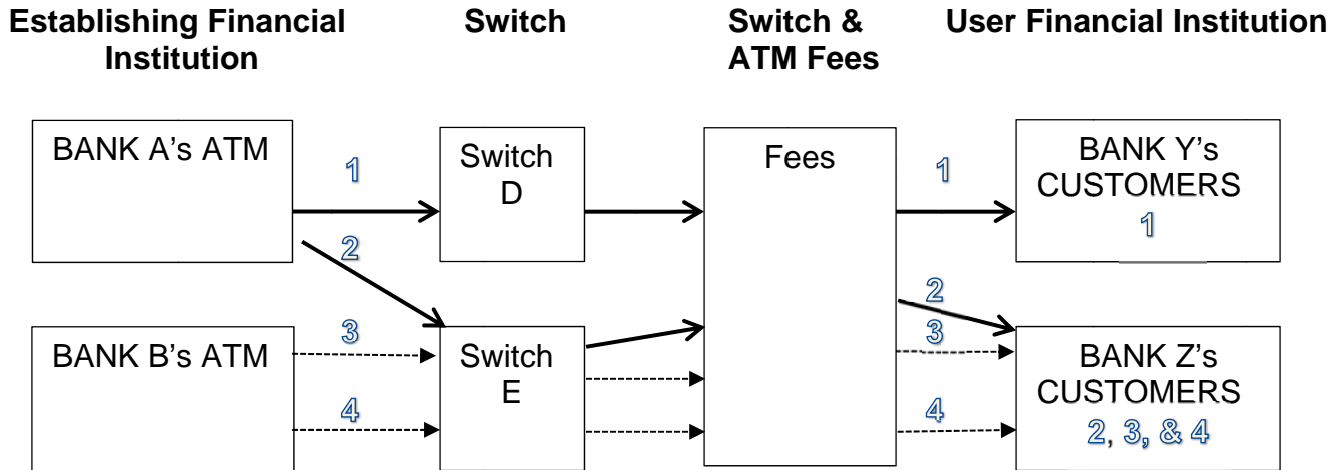 Establishing Financial
Institution
Switch
Switch &
ATM Fees
User Financial Institution
BANK A's ATM
1
2
Switch
D
Fees
1
BANK Y's
CUSTOMERS
1
BANK B's ATM
3
4
Switch
E
2
3
4
BANK Z's
CUSTOMERS
2, 3, & 4